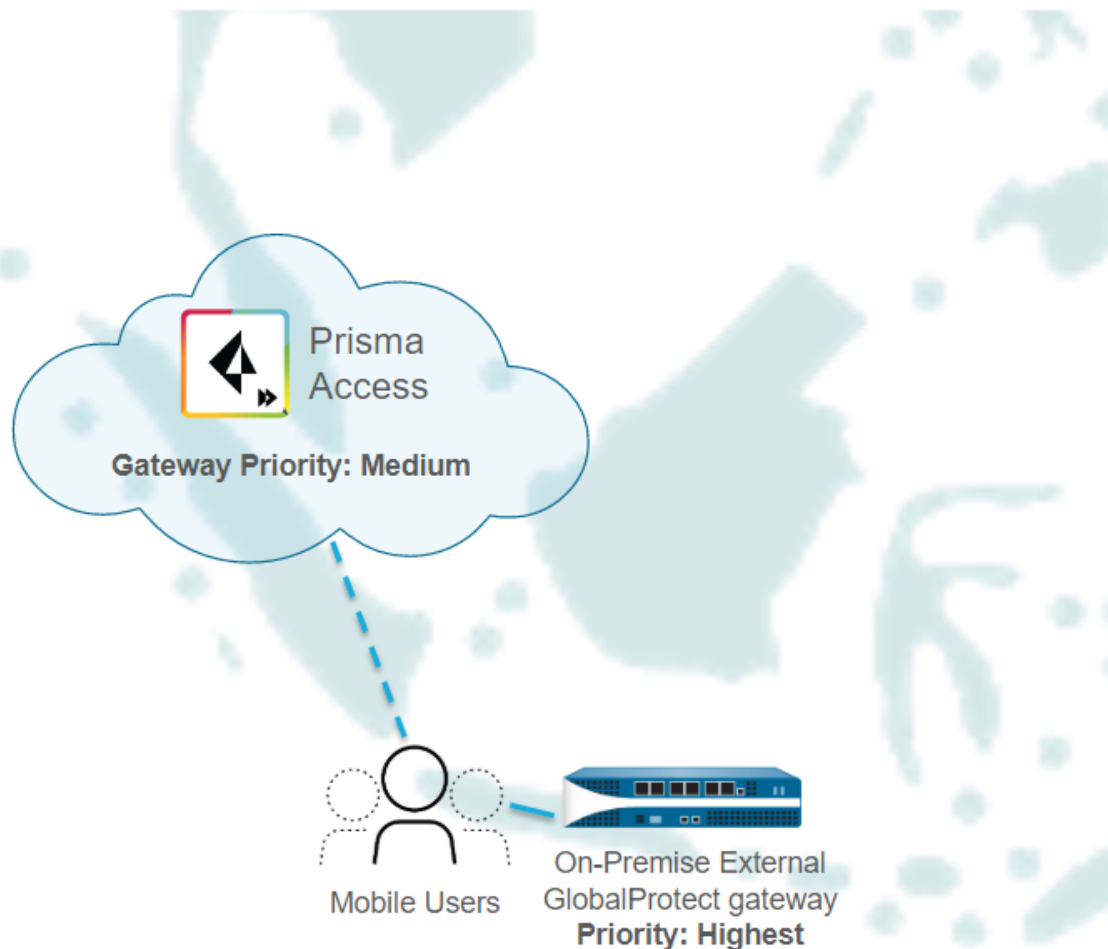 Prisma
Access
Gateway Priority: Medium
Mobile Users
On-Premise External
GlobalProtect gateway
Priority: Highest